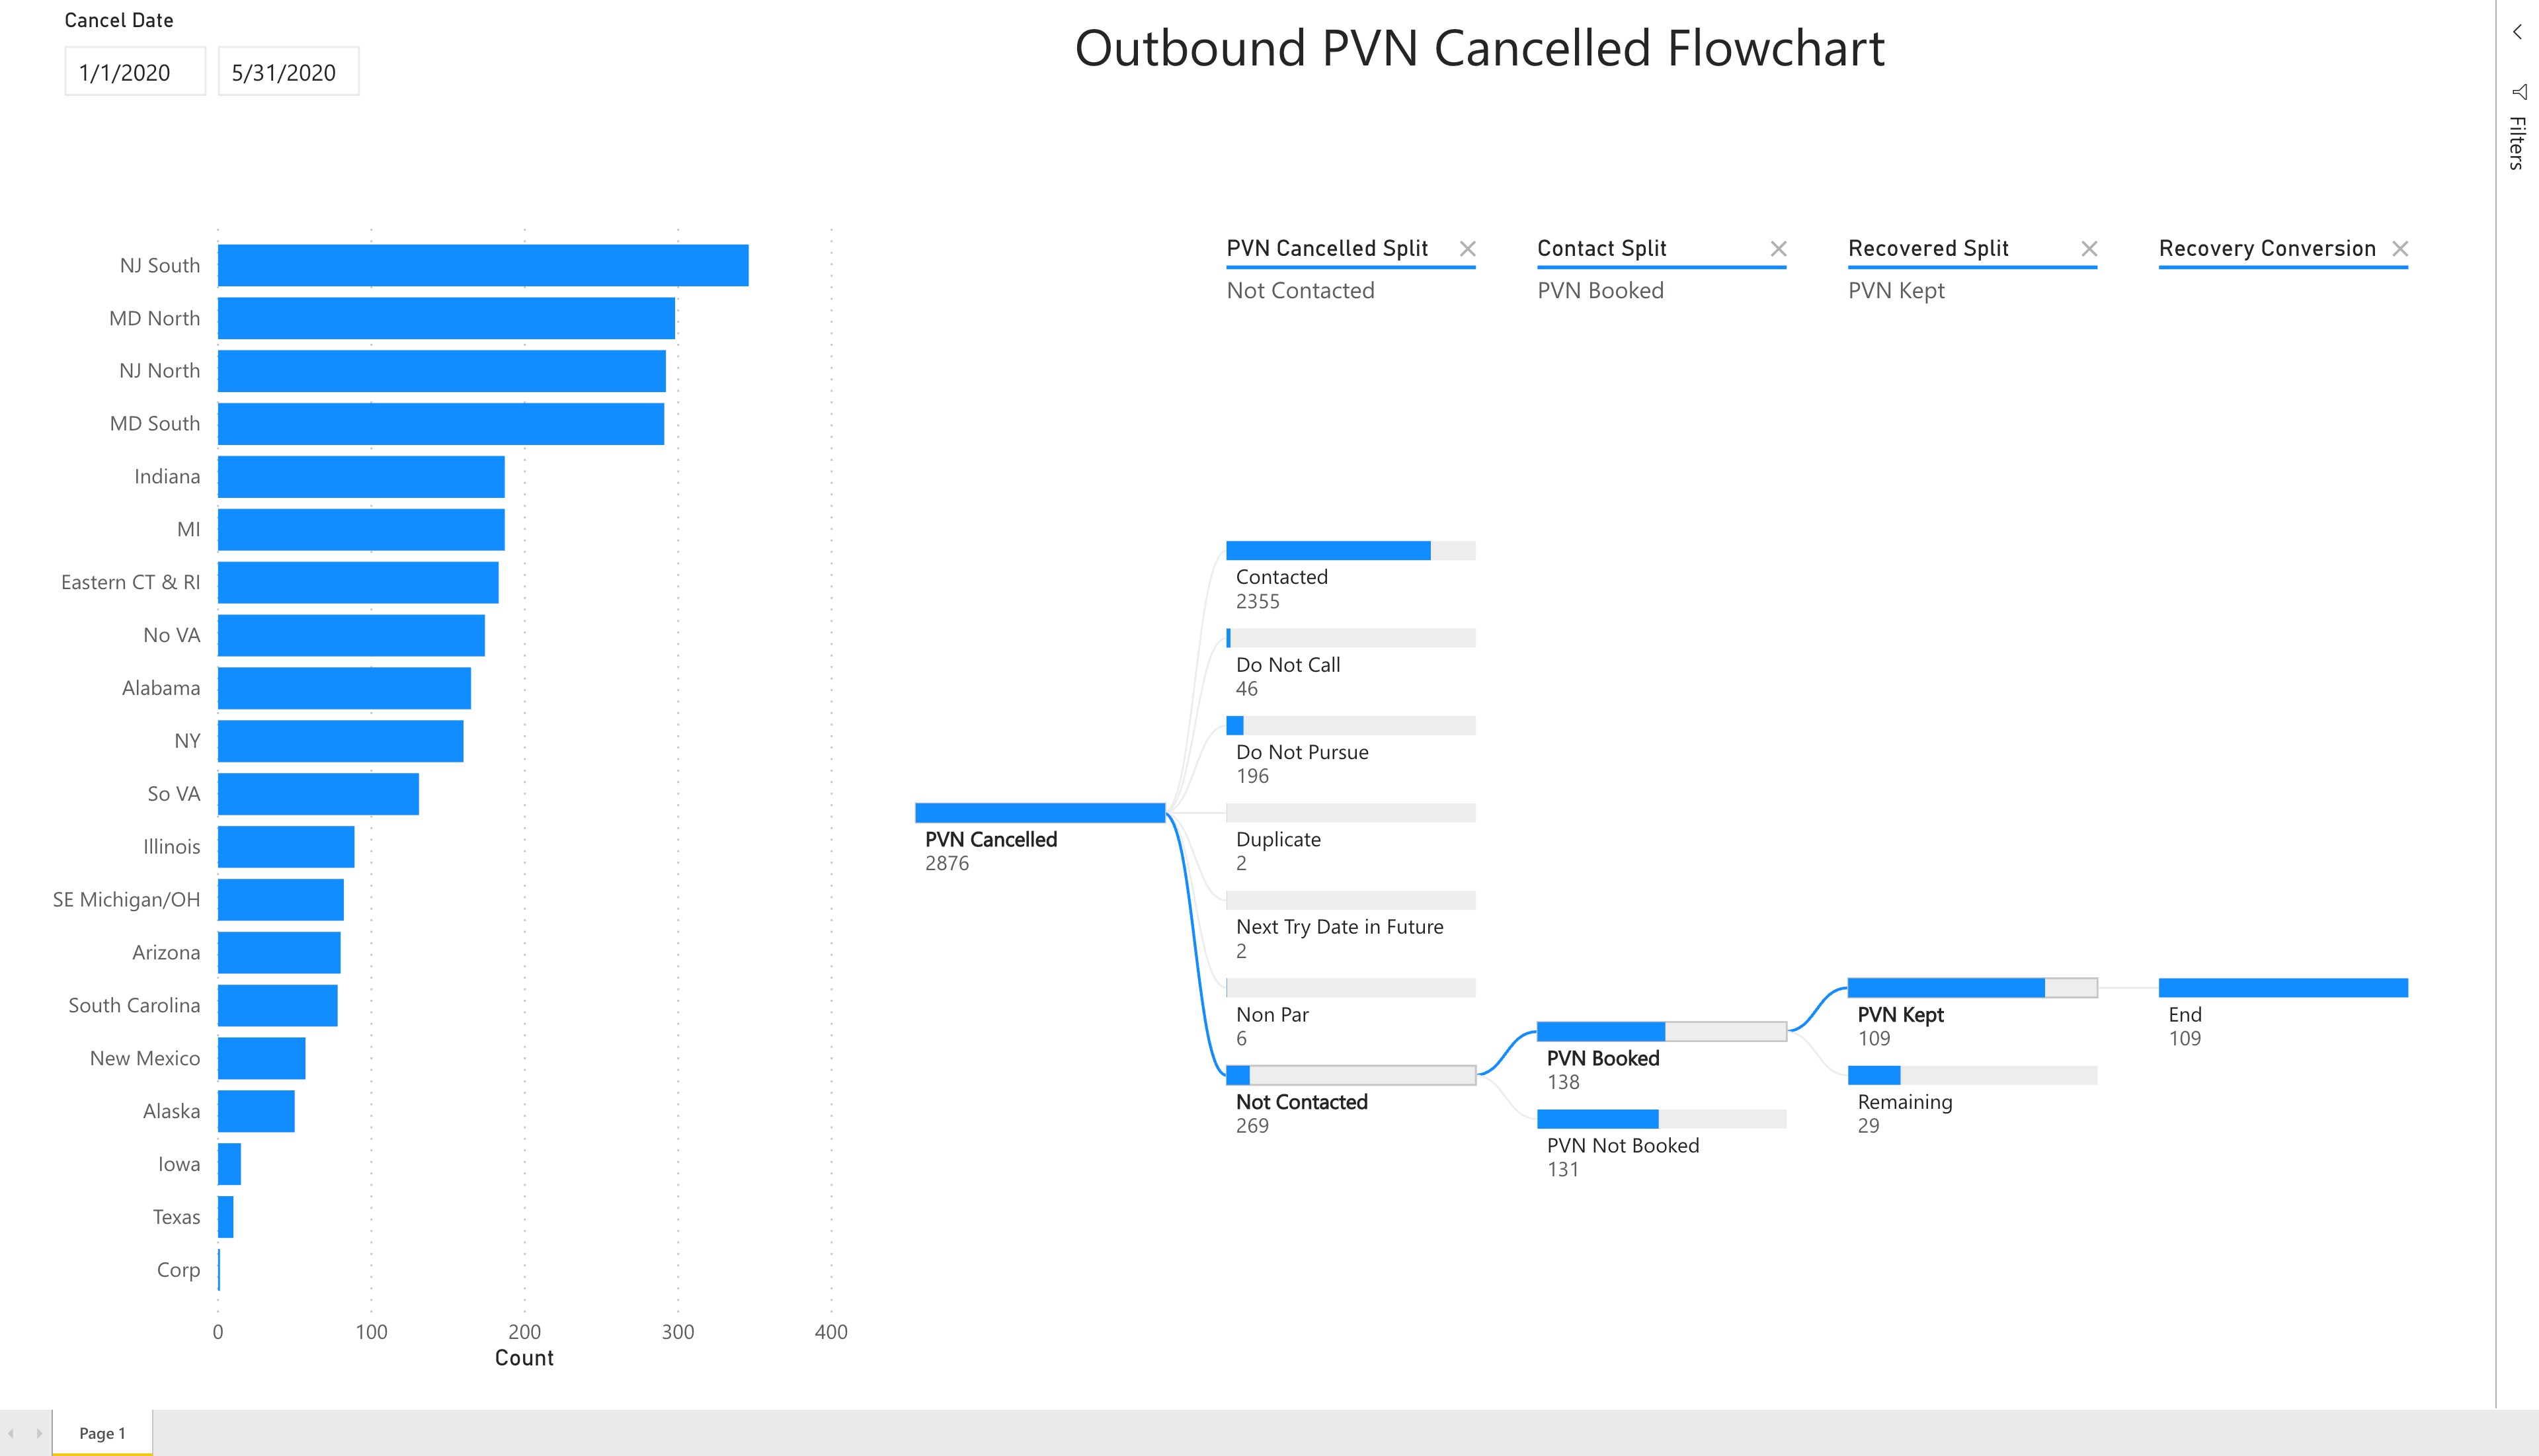 Cancel Date
1/1/2020
5/31/2020
Outbound PVN Cancelled Flowchart
Filters
NJ South
MD North
NJ North
MD South
Indiana
MI
Eastern CT & RI
No VA
Alabama
NY
So VA
Illinois
SE Michigan/OH
Arizona
South Carolina
New Mexico
Alaska
Iowa
Texas
Corp
0
100
200
300
400
Count
PVN Cancelled Split
Not Contacted
Contact Split
PVN Booked
Recovered Split
PVN Kept
Recovery Conversion
PVN Cancelled
2876
Contacted
2355
Do Not Call
46
Do Not Pursue
196
Duplicate
2
Next Try Date in Future
2
Non Par
6
Not Contacted
269
PVN Booked
138
PVN Not Booked
131
PVN Kept
109
Remaining
29
End
109
Page 1